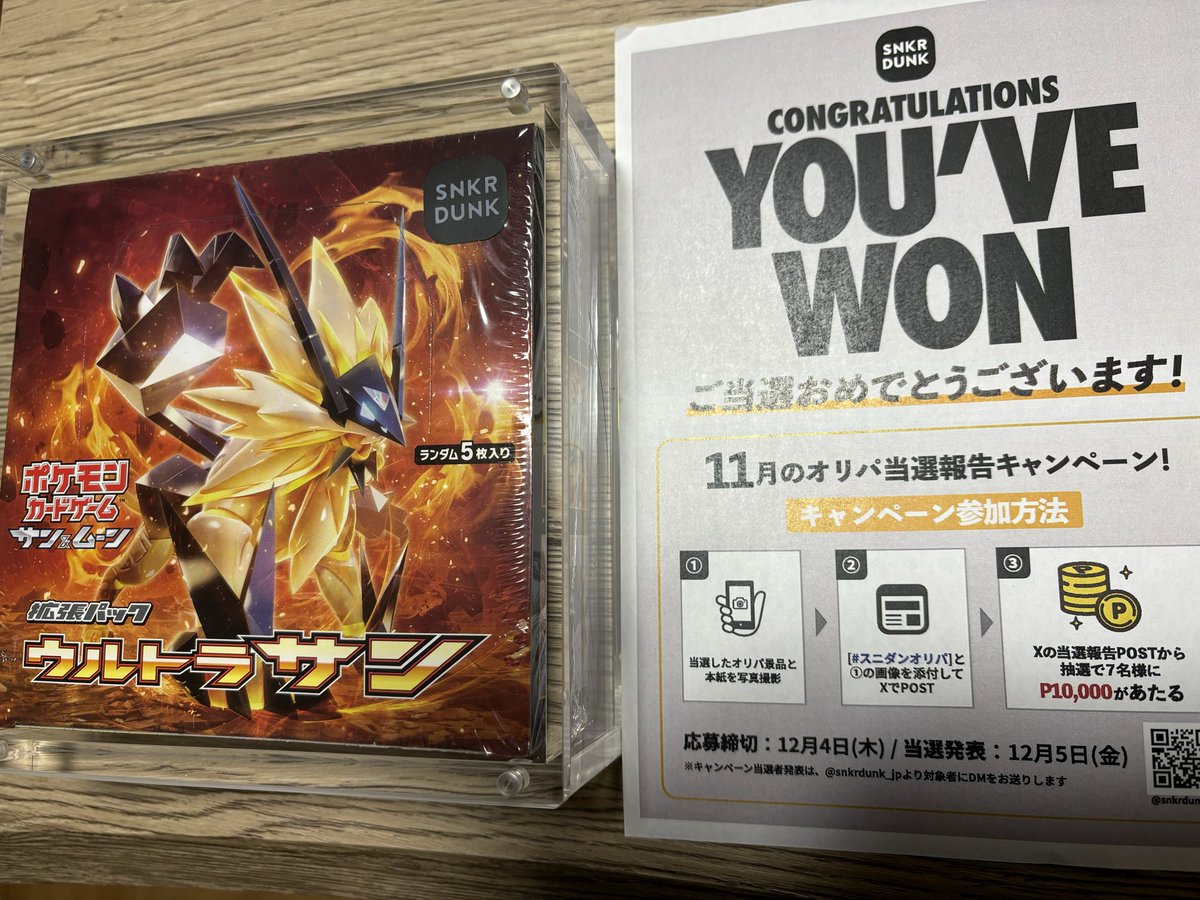 SNKR
DUNK
ランダム5枚入り
ポケモン
カードゲーム
サン&ムーン
拡張パック
ウルトラサン
SNKR
DUNK
CONGRATULATIONS
YOU'VE
WON
ご当選おめでとうございます!
11月のオリパ当選報告キャンペーン!
キャンペーン参加方法
①
当選したオリパ景品と
本紙を写真撮影
②
[#スニダンオリパ]と
①の画像を添付して
XでPOST
③
P
Xの当選報告POSTから
抽選で7名様に
P10,000があたる
応募締切：12月4日(木) / 当選発表：12月5日(金)
※キャンペーン当選者発表は、@snkrdunk_jpより対象者にDMをお送りします